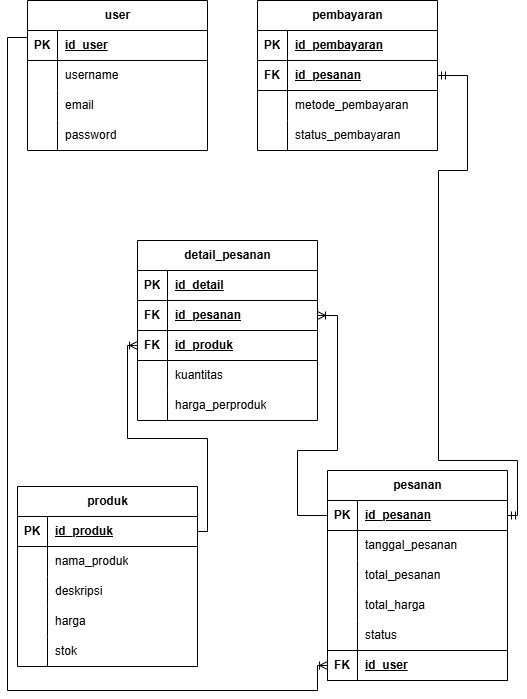 user
PK id_user
username
email
password
pembayaran
PK id_pembayaran
FK id_pesanan
metode_pembayaran
status_pembayaran
detail_pesanan
PK id_detail
FK id_pesanan
FK id_produk
kuantitas
harga_perproduk
produk
PK id_produk
nama_produk
deskripsi
harga
stok
pesanan
PK id_pesanan
tanggal_pesanan
total_pesanan
total_harga
status
FK id_user